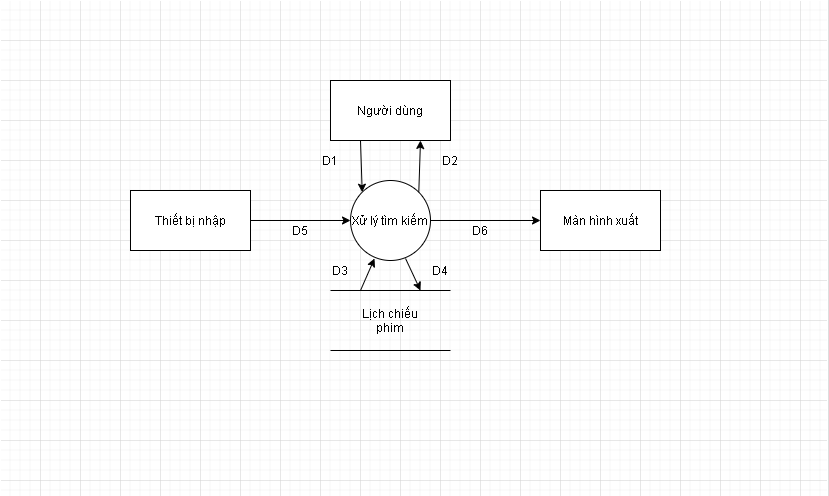 Người dùng
D1
D2
Thiết bị nhập
Xử lý tìm kiếm
Màn hình xuất
D5
D6
D3
D4
Lịch chiếu
phim